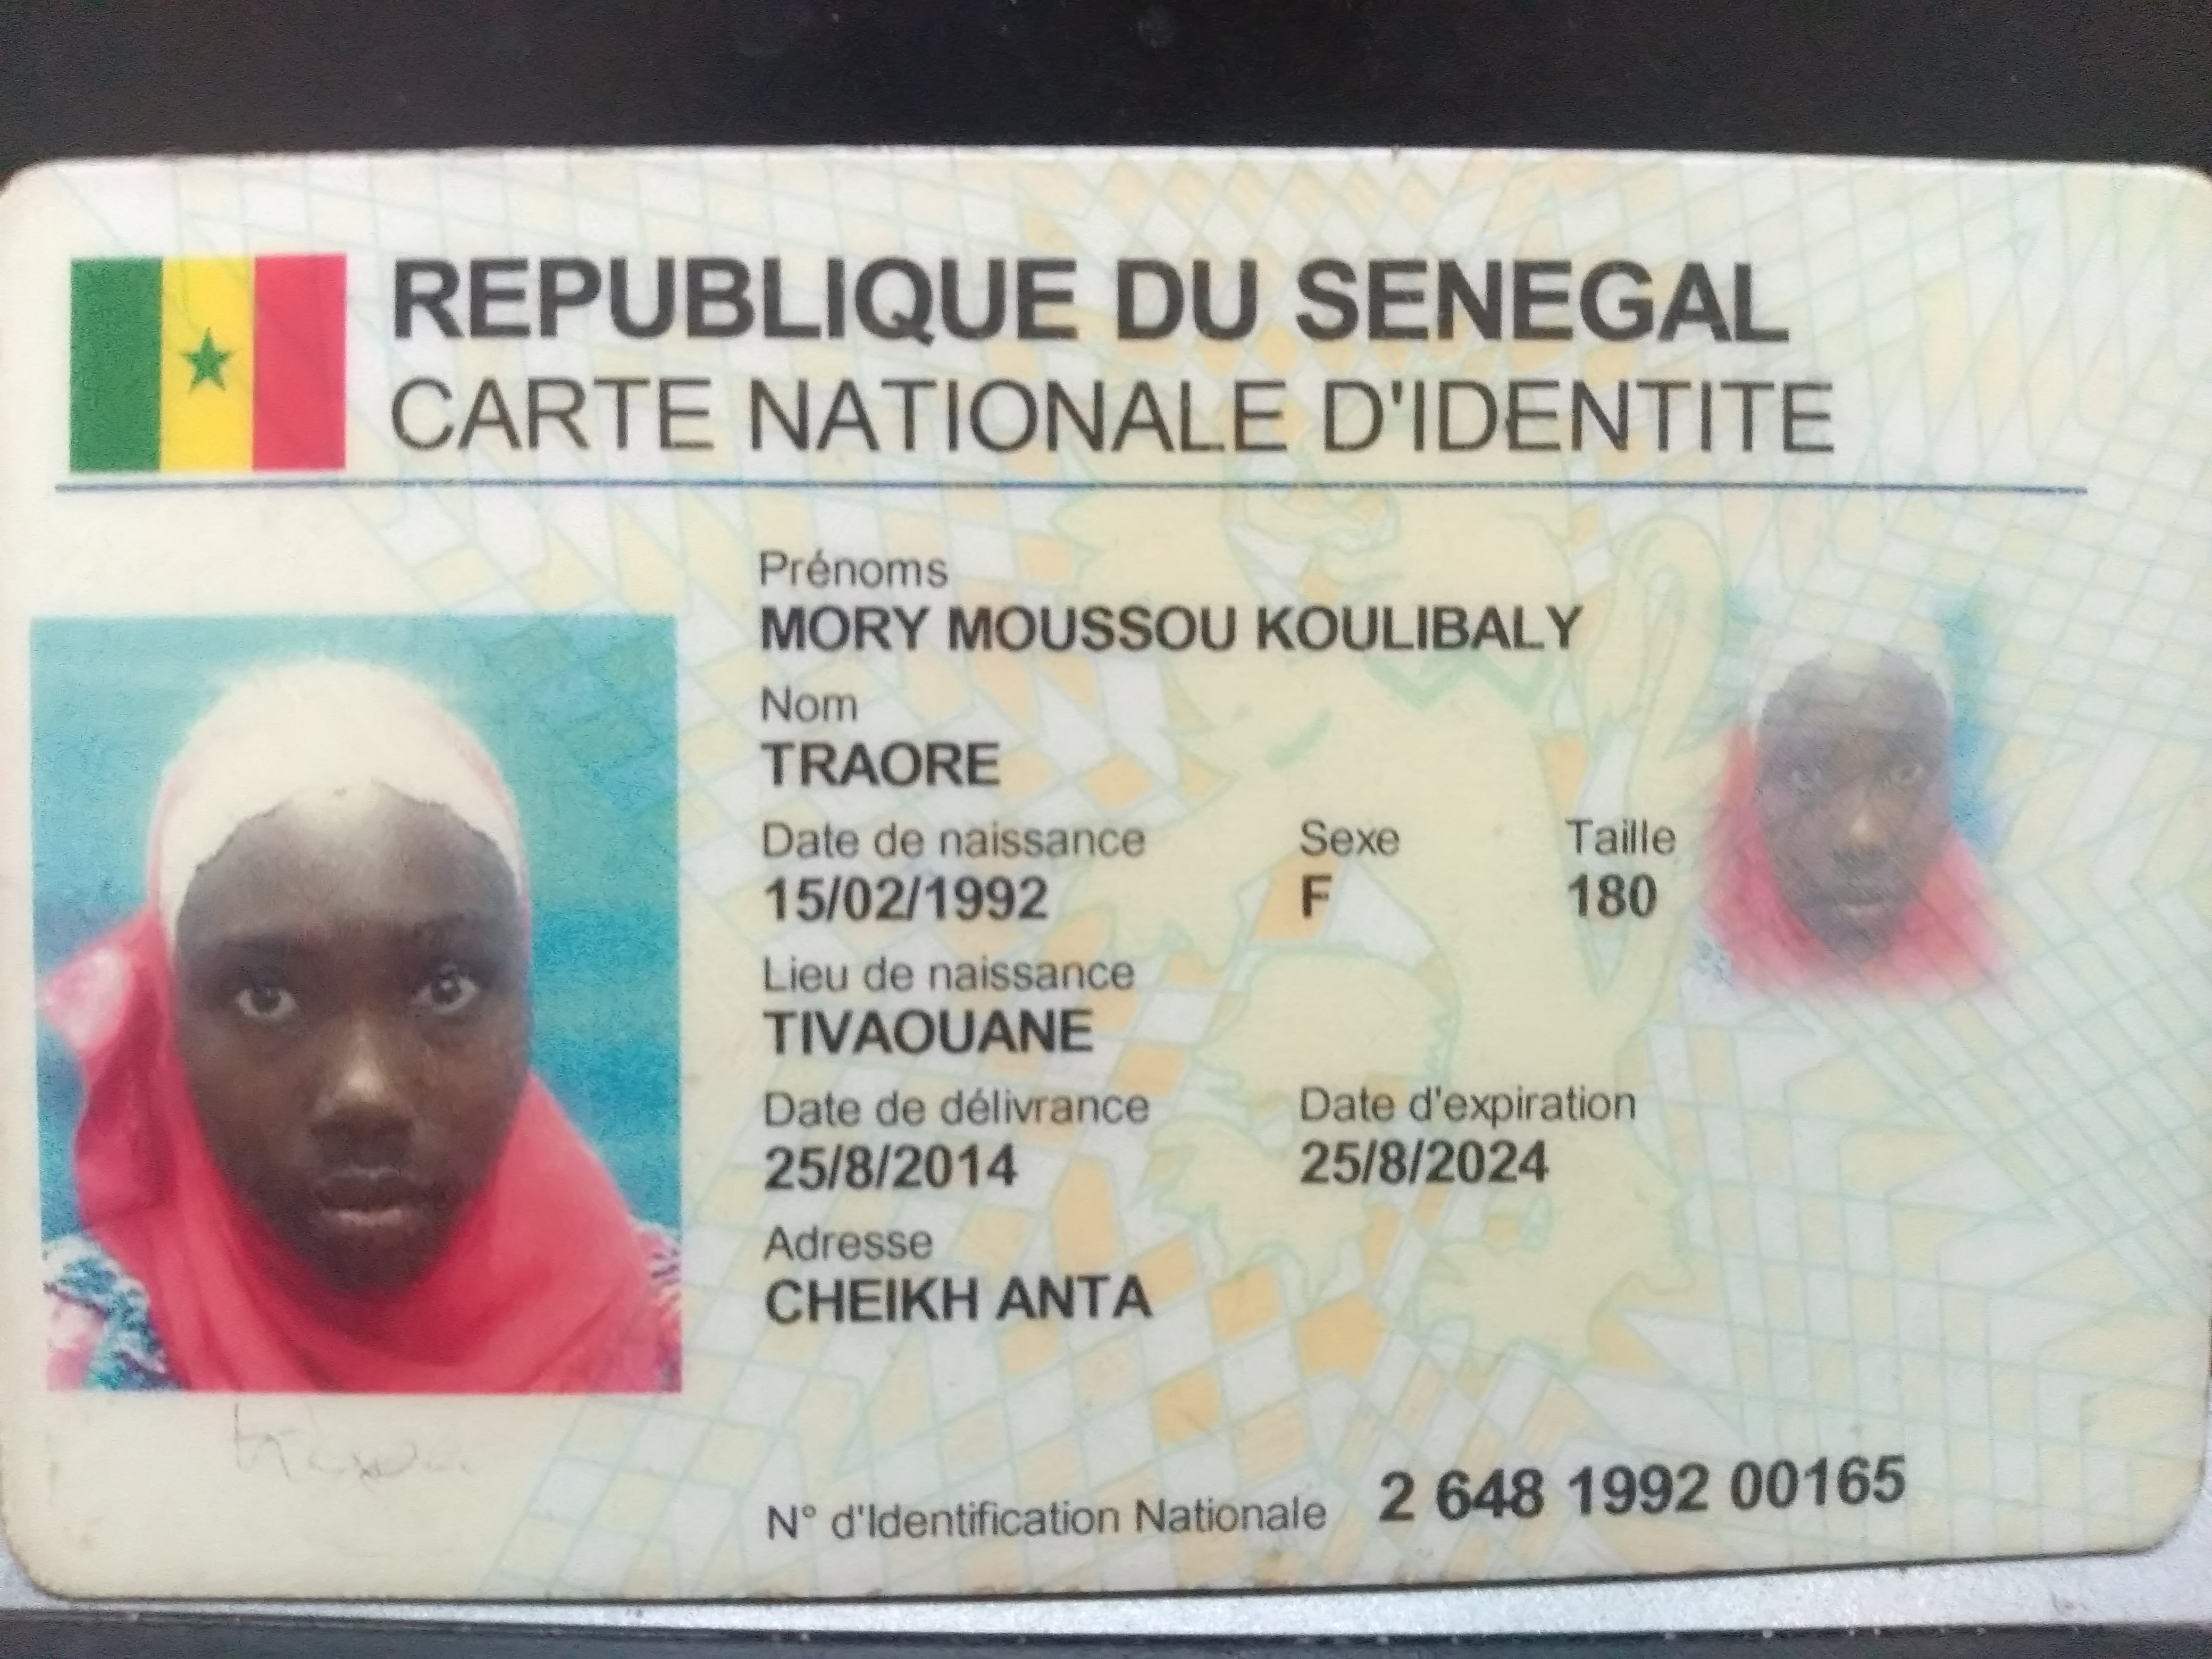 REPUBLIQUE DU SENEGAL
CARTE NATIONALE D'IDENTITE
Prénoms
MORY MOUSSOU KOULIBALY
Nom
TRAORE
Date de naissance Sexe Taille
15/02/1992 F 180
Lieu de naissance
TIVAOUANE
Date de délivrance Date d'expiration
25/8/2014 25/8/2024
Adresse
CHEIKH ANTA
N° d'Identification Nationale 2 648 1992 00165